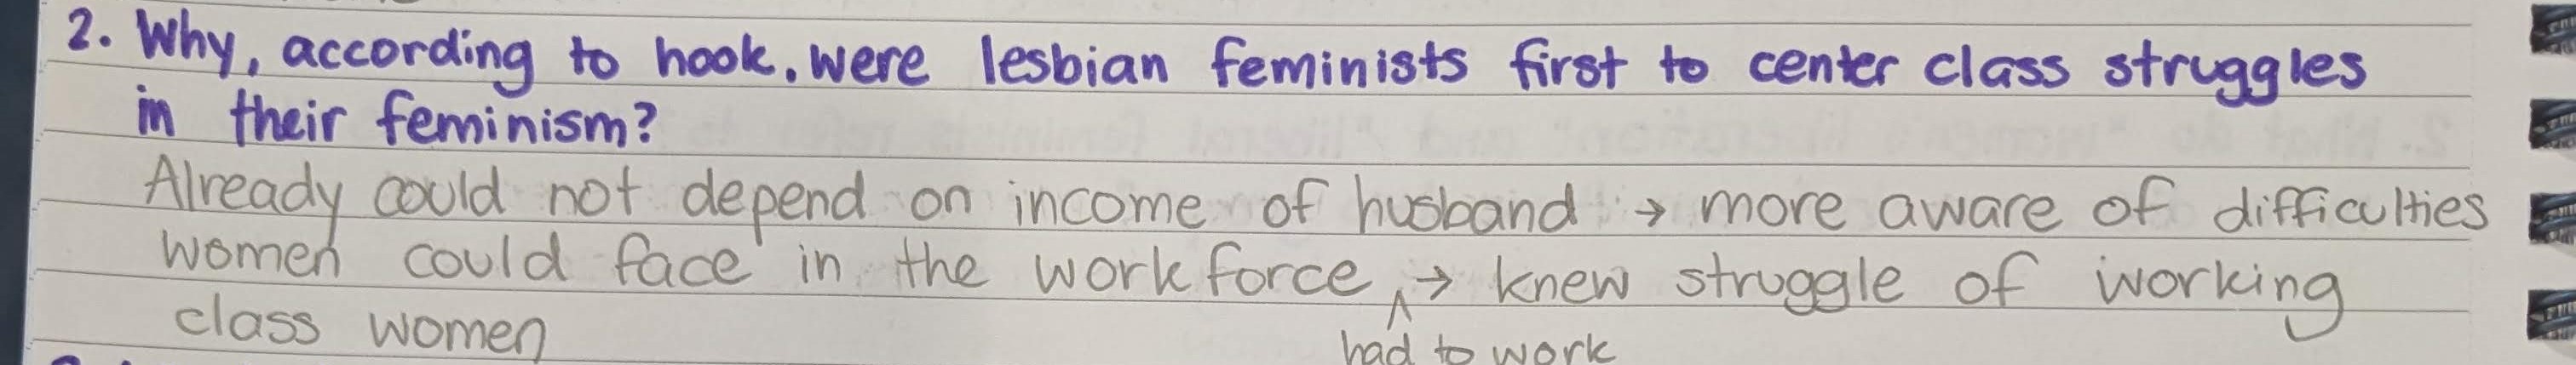 2. Why, according to hook, were lesbian feminists first to center class struggles
in their feminism?
Already could not depend on income of husband → more aware of difficulties
women could face in the workforce, → knew struggle of working
class women
had to work